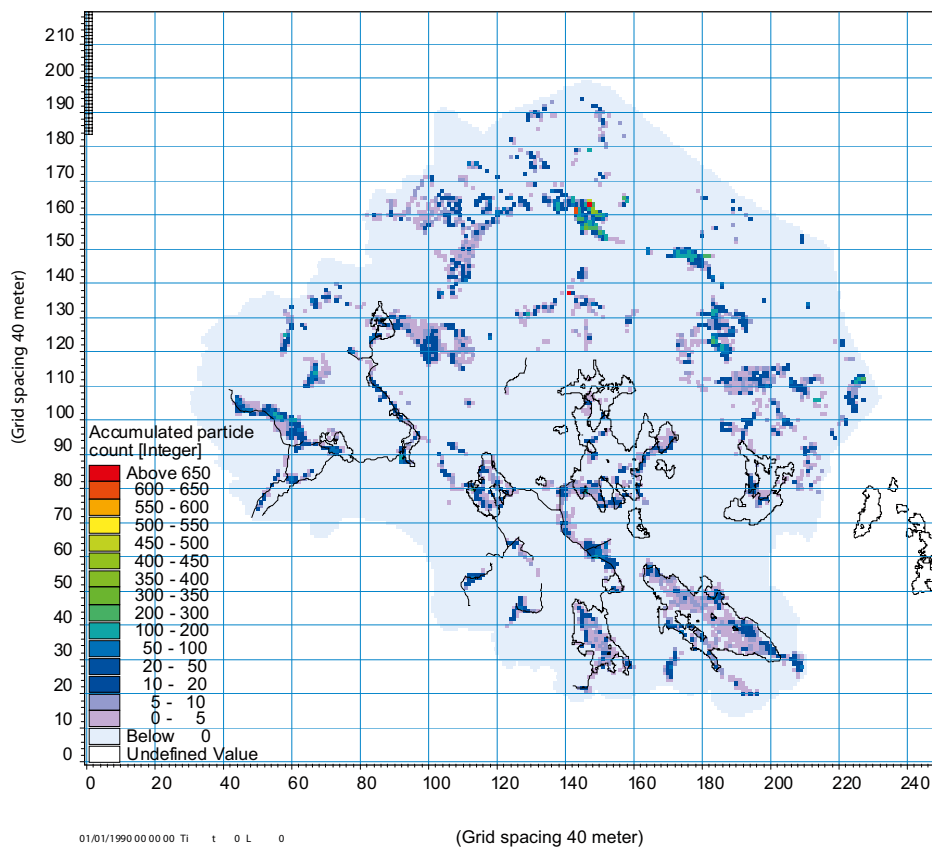 210
200
190
180
170
160
150
140
130
120
110
100
90
80
70
60
50
40
30
20
10
0
(Grid spacing 40 meter)
Accumulated particle
count [Integer]
Above 650
600 - 650
550 - 600
500 - 550
450 - 500
400 - 450
350 - 400
300 - 350
200 - 300
100 - 200
50 - 100
20 - 50
10 - 20
5 - 10
0 - 5
Below 0
Undefined Value
0 20 40 60 80 100 120 140 160 180 200 220 240
01/01/1990 00 00 00 Ti t 0 L 0
(Grid spacing 40 meter)